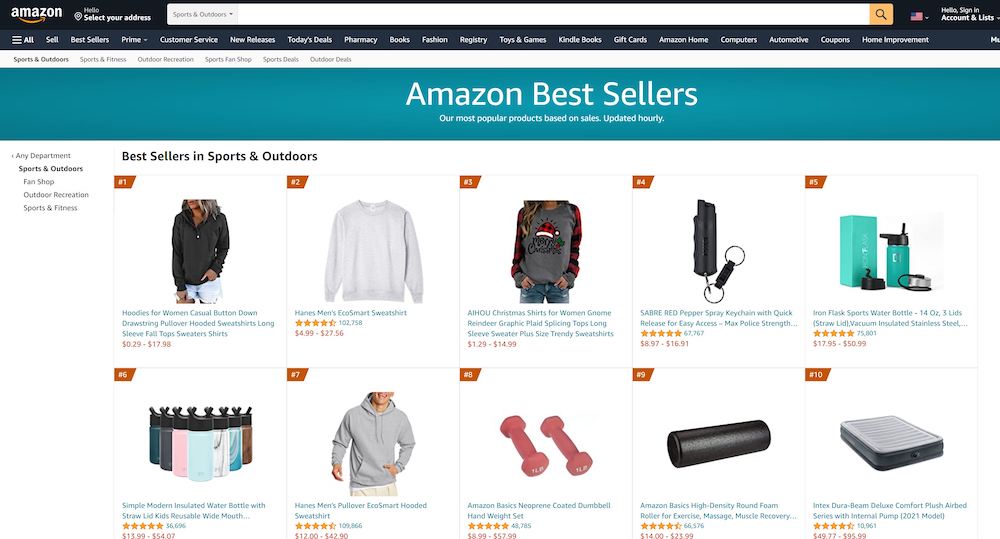 amazon
Hello
Select your address
Sports & Outdoors
Hello, Sign in
Account & Lists
All Sell Best Sellers Prime Customer Service New Releases Today's Deals Pharmacy Books Fashion Registry Toys & Games Kindle Books Gift Cards Amazon Home Computers Automotive Coupons Home Improvement Mu
Sports & Outdoors Sports & Fitness Outdoor Recreation Sports Fan Shop Sports Deals Outdoor Deals
Amazon Best Sellers
Our most popular products based on sales. Updated hourly.
‹ Any Department
Sports & Outdoors
Fan Shop
Outdoor Recreation
Sports & Fitness
Best Sellers in Sports & Outdoors
#1
Hoodies for Women Casual Button Down
Drawstring Pullover Hooded Sweatshirts Long
Sleeve Fall Tops Sweaters Shirts
$0.29 - $17.98
#2
Hanes Men's EcoSmart Sweatshirt
102,758
$4.99 - $27.56
#3
Merry
Christmas
AIHOU Christmas Shirts for Women Gnome
Reindeer Graphic Plaid Splicing Tops Long
Sleeve Sweater Plus Size Trendy Sweatshirts
$1.29 - $14.99
#4
SABRE RED Pepper Spray Keychain with Quick
Release for Easy Access – Max Police Strength…
67,767
$8.97 - $16.91
#5
Iron Flask Sports Water Bottle - 14 Oz, 3 Lids
(Straw Lid),Vacuum Insulated Stainless Steel,…
75,801
$17.95 - $50.99
#6
Simple Modern Insulated Water Bottle with
Straw Lid Kids Reusable Wide Mouth…
36,696
$13.99 - $54.07
#7
Hanes Men's Pullover EcoSmart Hooded
Sweatshirt
109,866
$12.00 - $42.90
#8
1LB
1LB
Amazon Basics Neoprene Coated Dumbbell
Hand Weight Set
48,785
$8.99 - $57.99
#9
Amazon Basics High-Density Round Foam
Roller for Exercise, Massage, Muscle Recovery…
66,576
$14.00 - $23.99
#10
Intex Dura-Beam Deluxe Comfort Plush Airbed
Series with Internal Pump (2021 Model)
10,961
$49.77 - $95.99